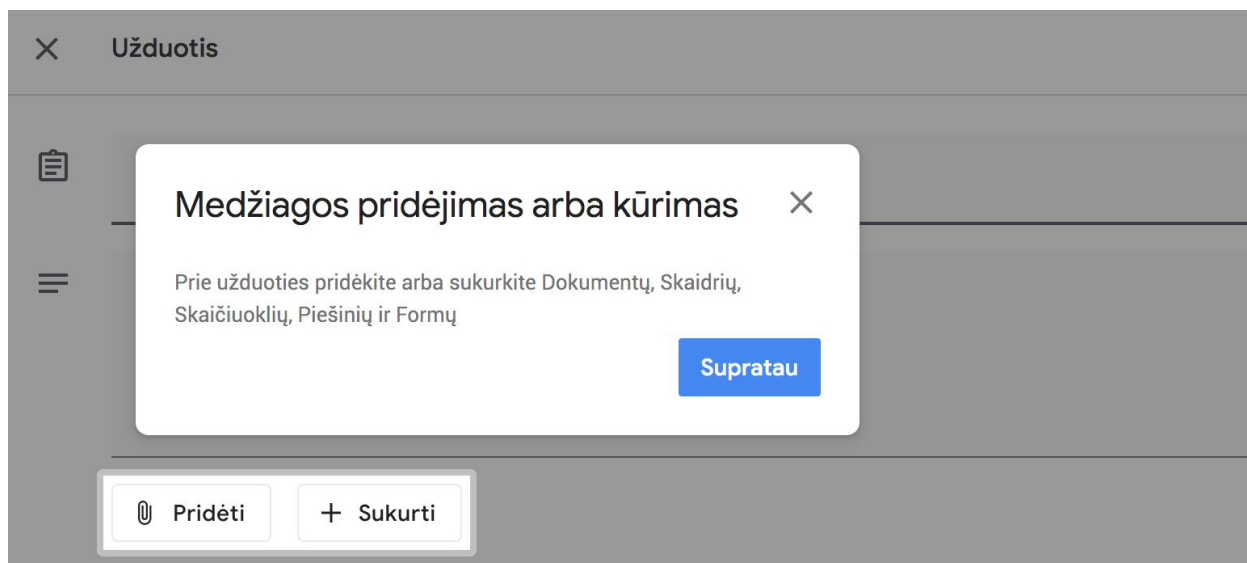 Užduotis
Medžiagos pridėjimas arba kūrimas
Prie užduoties pridėkite arba sukurkite Dokumentų, Skaidrių,
Skaičiuoklių, Piešinių ir Formų
Supratau
Pridėti
+ Sukurti